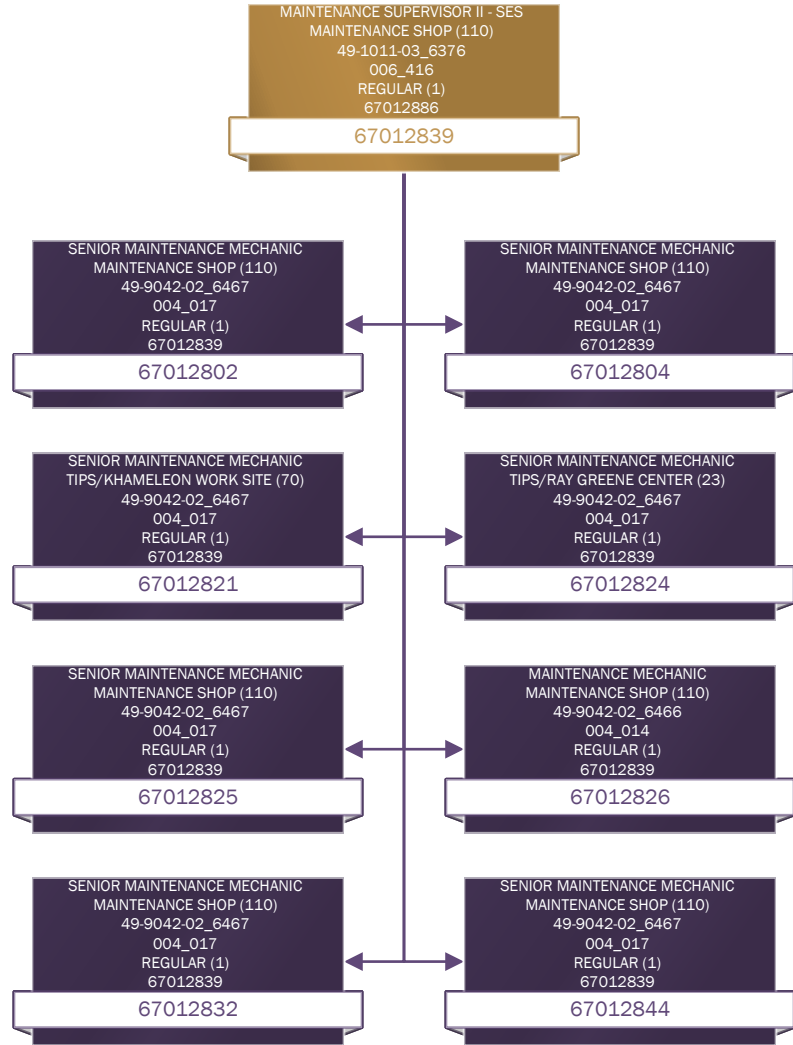 MAINTENANCE SUPERVISOR II - SES
MAINTENANCE SHOP (110)
49-1011-03_6376
006_416
REGULAR (1)
67012886
67012839
SENIOR MAINTENANCE MECHANIC
MAINTENANCE SHOP (110)
49-9042-02_6467
004_017
REGULAR (1)
67012839
67012802
SENIOR MAINTENANCE MECHANIC
MAINTENANCE SHOP (110)
49-9042-02_6467
004_017
REGULAR (1)
67012839
67012804
SENIOR MAINTENANCE MECHANIC
TIPS/KHAMELEON WORK SITE (70)
49-9042-02_6467
004_017
REGULAR (1)
67012839
67012821
SENIOR MAINTENANCE MECHANIC
TIPS/RAY GREENE CENTER (23)
49-9042-02_6467
004_017
REGULAR (1)
67012839
67012824
SENIOR MAINTENANCE MECHANIC
MAINTENANCE SHOP (110)
49-9042-02_6467
004_017
REGULAR (1)
67012839
67012825
MAINTENANCE MECHANIC
MAINTENANCE SHOP (110)
49-9042-02_6466
004_014
REGULAR (1)
67012839
67012826
SENIOR MAINTENANCE MECHANIC
MAINTENANCE SHOP (110)
49-9042-02_6467
004_017
REGULAR (1)
67012839
67012832
SENIOR MAINTENANCE MECHANIC
MAINTENANCE SHOP (110)
49-9042-02_6467
004_017
REGULAR (1)
67012839
67012844